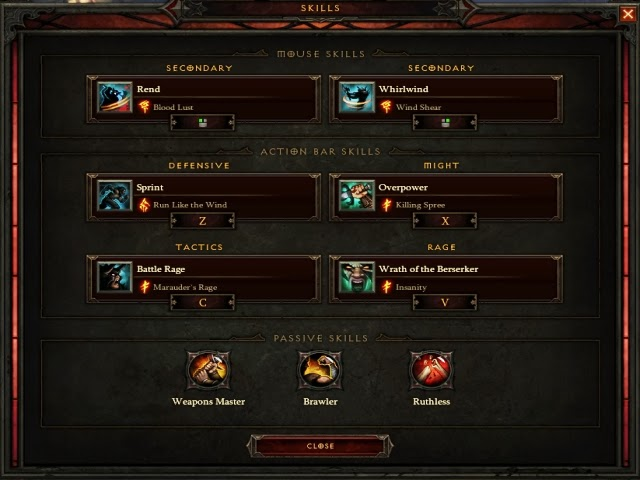 SKILLS
MOUSE SKILLS
SECONDARY
Rend
Blood Lust
SECONDARY
Whirlwind
Wind Shear
ACTION BAR SKILLS
DEFENSIVE
Sprint
Run Like the Wind
Z
MIGHT
Overpower
Killing Spree
X
TACTICS
Battle Rage
Marauder's Rage
C
RAGE
Wrath of the Berserker
Insanity
V
PASSIVE SKILLS
Weapons Master
Brawler
Ruthless
CLOSE